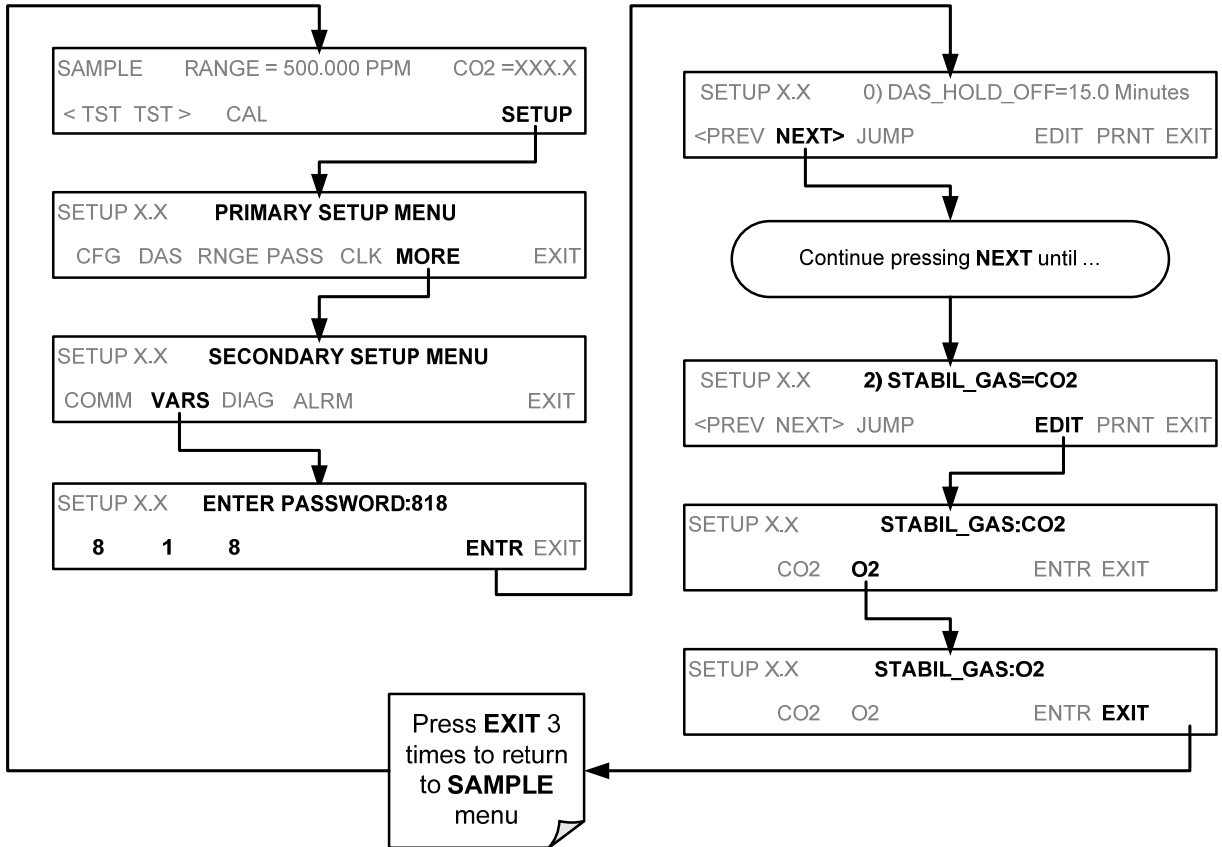 SAMPLE RANGE = 500.000 PPM CO2 =XXX.X
< TST TST > CAL SETUP
SETUP X.X PRIMARY SETUP MENU
CFG DAS RNGE PASS CLK MORE EXIT
SETUP X.X SECONDARY SETUP MENU
COMM VARS DIAG ALRM EXIT
SETUP X.X ENTER PASSWORD:818
8 1 8 ENTR EXIT
SETUP X.X 0) DAS_HOLD_OFF=15.0 Minutes
<PREV NEXT> JUMP EDIT PRNT EXIT
Continue pressing NEXT until ...
SETUP X.X 2) STABIL_GAS=CO2
<PREV NEXT> JUMP EDIT PRNT EXIT
SETUP X.X STABIL_GAS:CO2
CO2 O2 ENTR EXIT
SETUP X.X STABIL_GAS:O2
CO2 O2 ENTR EXIT
Press EXIT 3
times to return
to SAMPLE
menu